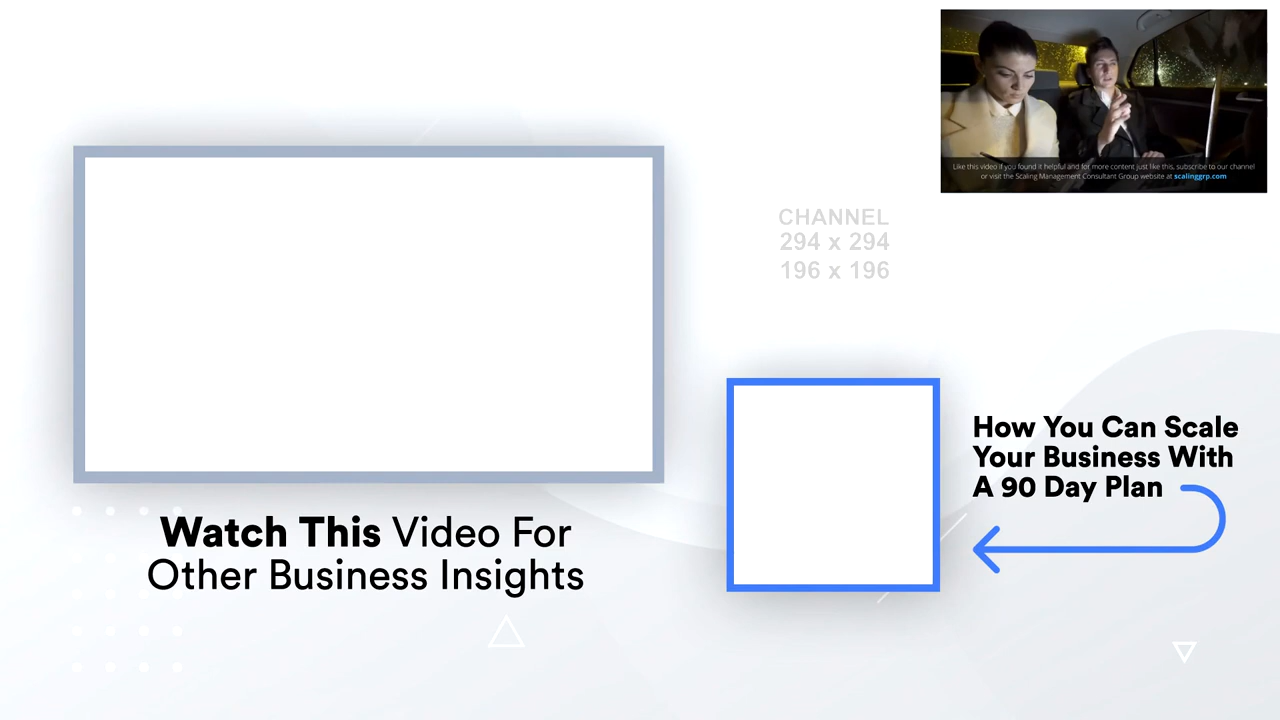 Like this video if you found it helpful and for more content just like this, subscribe to our channel
or visit the Scaling Management Consultant Group website at scalinggrp.com
CHANNEL
294 x 294
196 x 196
How You Can Scale
Your Business With
A 90 Day Plan
Watch This Video For
Other Business Insights